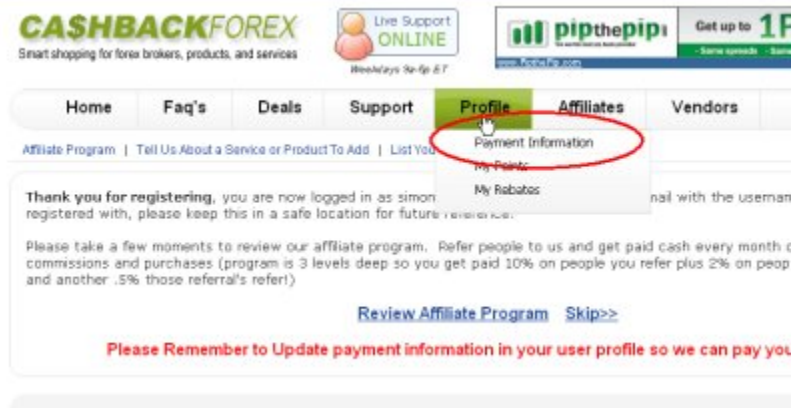 CA$HBACKFOREX
Smart shopping for forex brokers, products, and services
Live Support
ONLINE
Weekdays 9a-6p ET
pipthepip
www.PipthePip.com
Get up to 1P
- Same spreads - Same
Home Faq's Deals Support Profile Affiliates Vendors
Affiliate Program | Tell Us About a Service or Product To Add | List You
Payment Information
My Points
My Rebates
Thank you for registering, you are now logged in as simon mail with the usernam
registered with, please keep this in a safe location for future reference.
Please take a few moments to review our affiliate program. Refer people to us and get paid cash every month o
commissions and purchases (program is 3 levels deep so you get paid 10% on people you refer plus 2% on peop
and another .5% those referral's refer!)
Review Affiliate Program Skip>>
Please Remember to Update payment information in your user profile so we can pay you